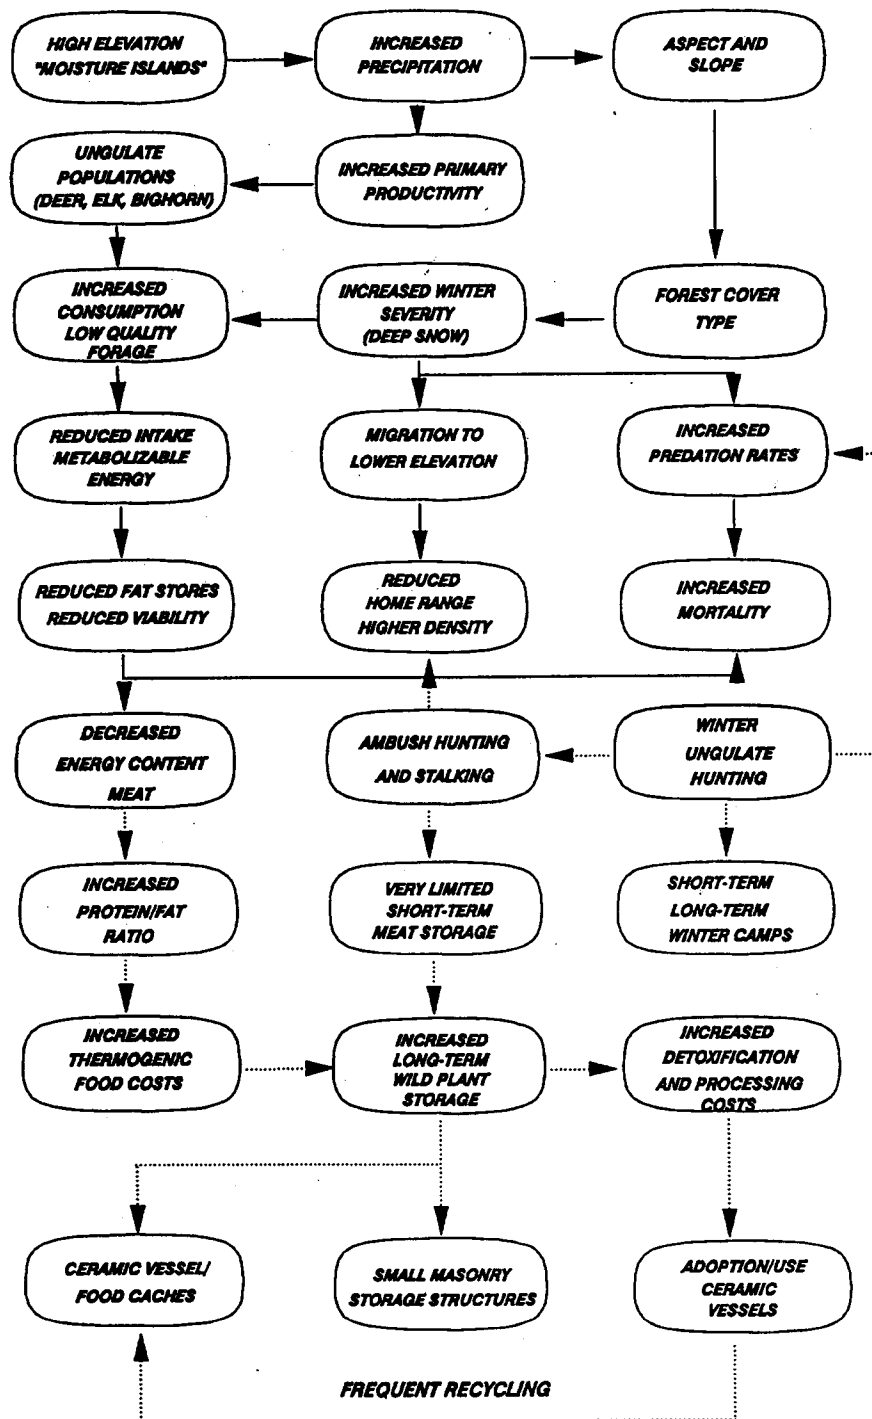 HIGH ELEVATION
"MOISTURE ISLANDS"
INCREASED
PRECIPITATION
ASPECT AND
SLOPE
UNGULATE
POPULATIONS
(DEER, ELK, BIGHORN)
INCREASED PRIMARY
PRODUCTIVITY
INCREASED
CONSUMPTION
LOW QUALITY
FORAGE
INCREASED WINTER
SEVERITY
(DEEP SNOW)
FOREST COVER
TYPE
REDUCED INTAKE
METABOLIZABLE
ENERGY
MIGRATION TO
LOWER ELEVATION
INCREASED
PREDATION RATES
REDUCED FAT STORES
REDUCED VIABILITY
REDUCED
HOME RANGE
HIGHER DENSITY
INCREASED
MORTALITY
DECREASED
ENERGY CONTENT
MEAT
AMBUSH HUNTING
AND STALKING
WINTER
UNGULATE
HUNTING
INCREASED
PROTEIN/FAT
RATIO
VERY LIMITED
SHORT-TERM
MEAT STORAGE
SHORT-TERM
LONG-TERM
WINTER CAMPS
INCREASED
THERMOGENIC
FOOD COSTS
INCREASED
LONG-TERM
WILD PLANT
STORAGE
INCREASED
DETOXIFICATION
AND PROCESSING
COSTS
CERAMIC VESSEL/
FOOD CACHES
SMALL MASONRY
STORAGE STRUCTURES
ADOPTION/USE
CERAMIC
VESSELS
FREQUENT RECYCLING